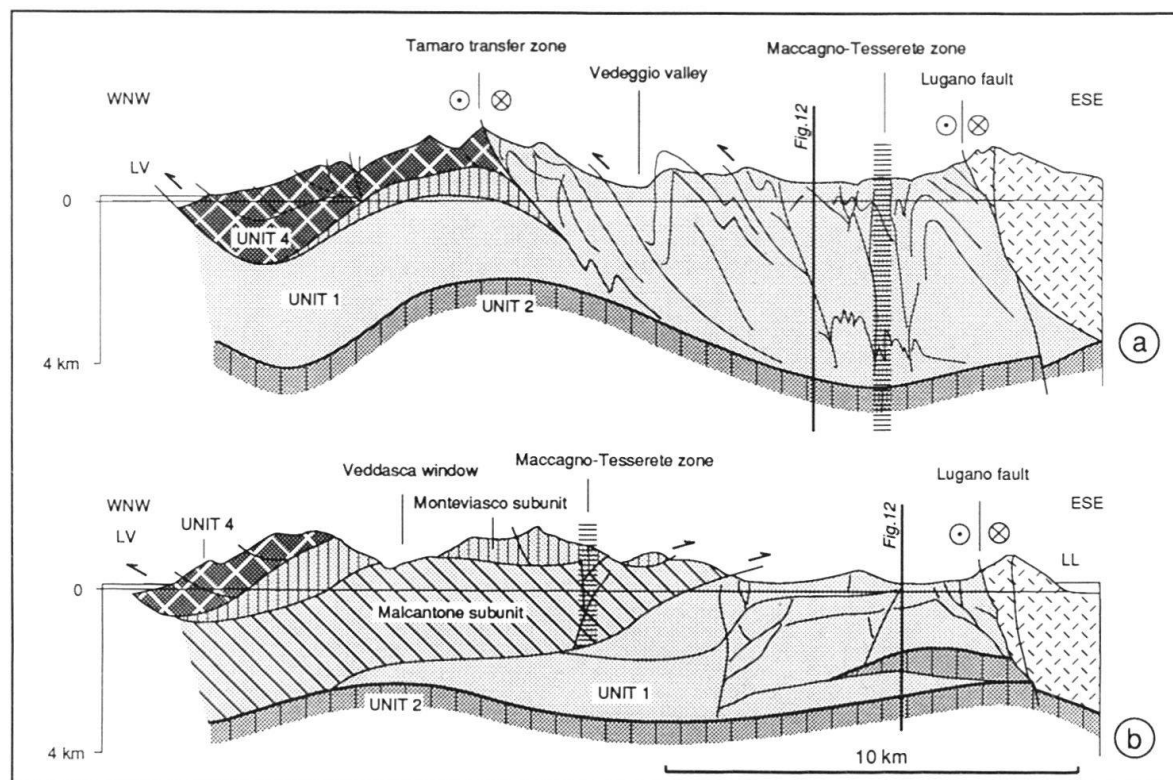 Tamaro transfer zone
Maccagno-Tesserete zone
Vedeggio valley
Lugano fault
WNW
Fig.12
ESE
LV
0
UNIT 4
UNIT 1
UNIT 2
4 km
a
Veddasca window
Maccagno-Tesserete zone
Monteviasco subunit
Lugano fault
WNW
UNIT 4
Fig.12
ESE
LV
LL
0
Malcantone subunit
UNIT 1
UNIT 2
4 km
b
10 km